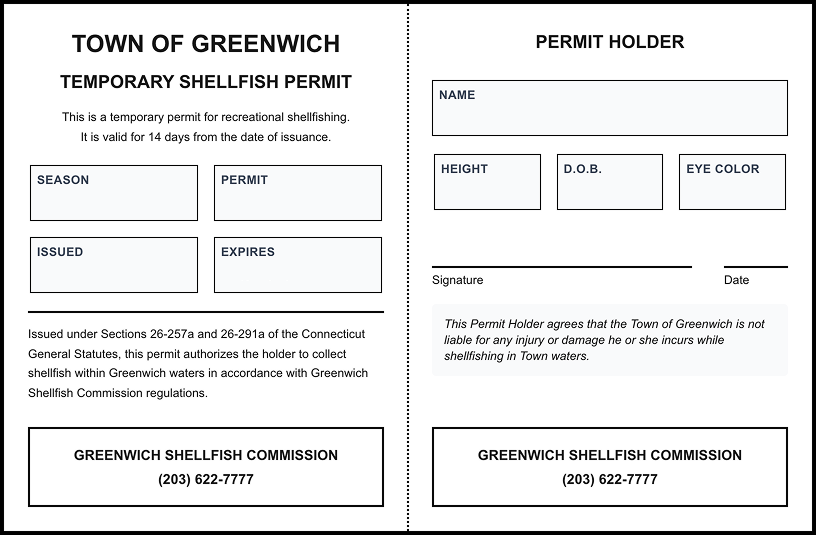 TOWN OF GREENWICH
TEMPORARY SHELLFISH PERMIT
This is a temporary permit for recreational shellfishing.
It is valid for 14 days from the date of issuance.
SEASON
PERMIT
ISSUED
EXPIRES
Issued under Sections 26-257a and 26-291a of the Connecticut
General Statutes, this permit authorizes the holder to collect
shellfish within Greenwich waters in accordance with Greenwich
Shellfish Commission regulations.
GREENWICH SHELLFISH COMMISSION
(203) 622-7777
PERMIT HOLDER
NAME
HEIGHT
D.O.B.
EYE COLOR
Signature
Date
This Permit Holder agrees that the Town of Greenwich is not
liable for any injury or damage he or she incurs while
shellfishing in Town waters.
GREENWICH SHELLFISH COMMISSION
(203) 622-7777